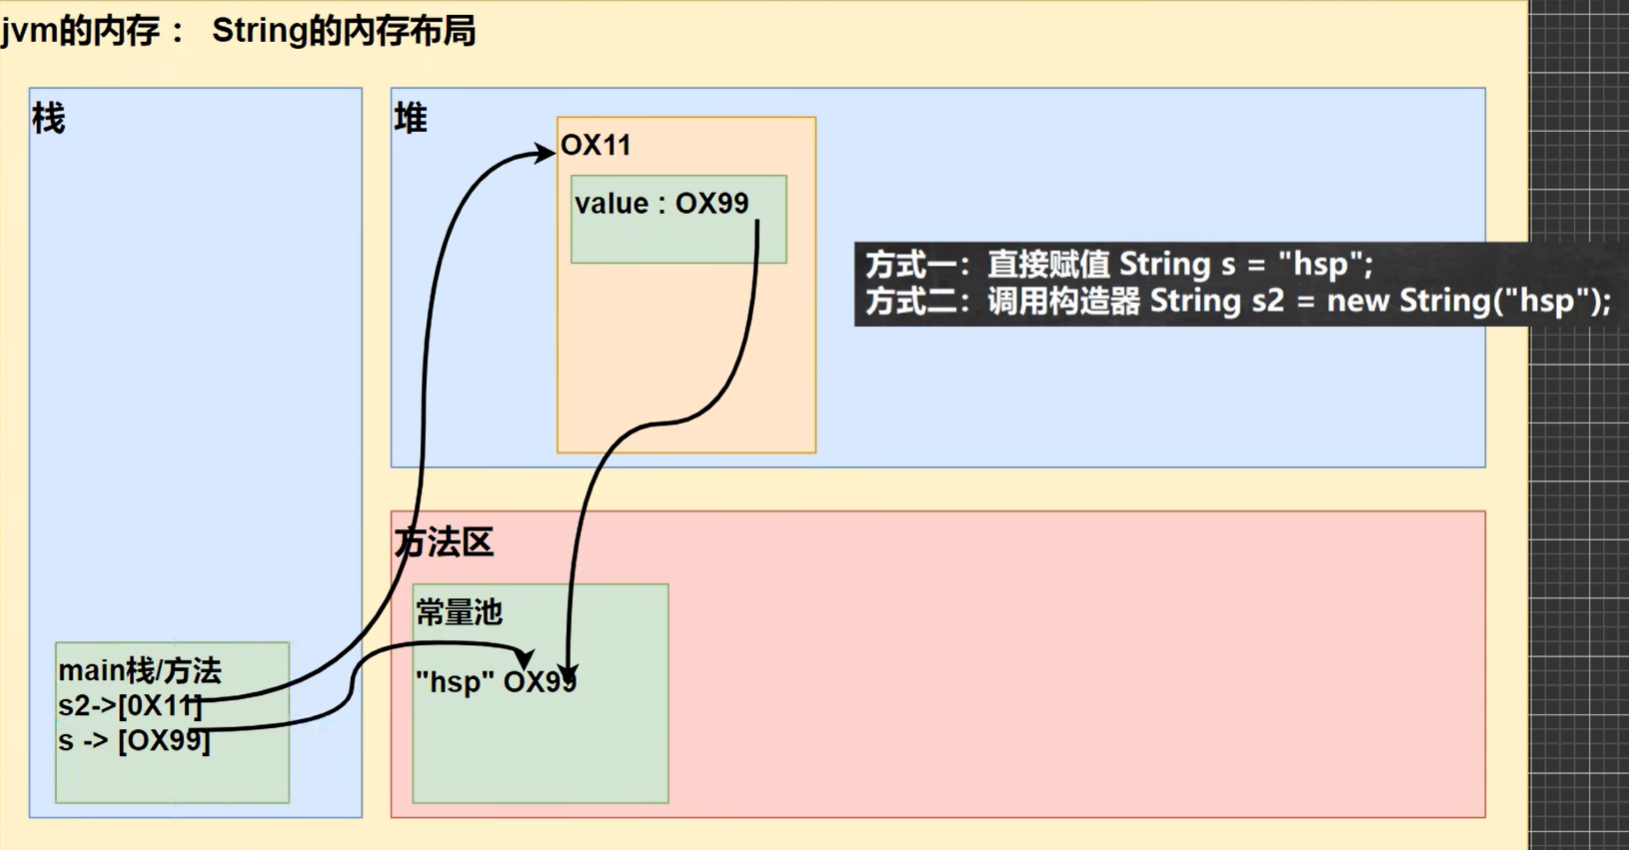 jvm的内存： String的内存布局
栈
堆
OX11
value : OX99
方式一：直接赋值 String s = "hsp";
方式二：调用构造器 String s2 = new String("hsp");
方法区
常量池
"hsp" OX99
main栈/方法
s2->[0X11]
s -> [OX99]